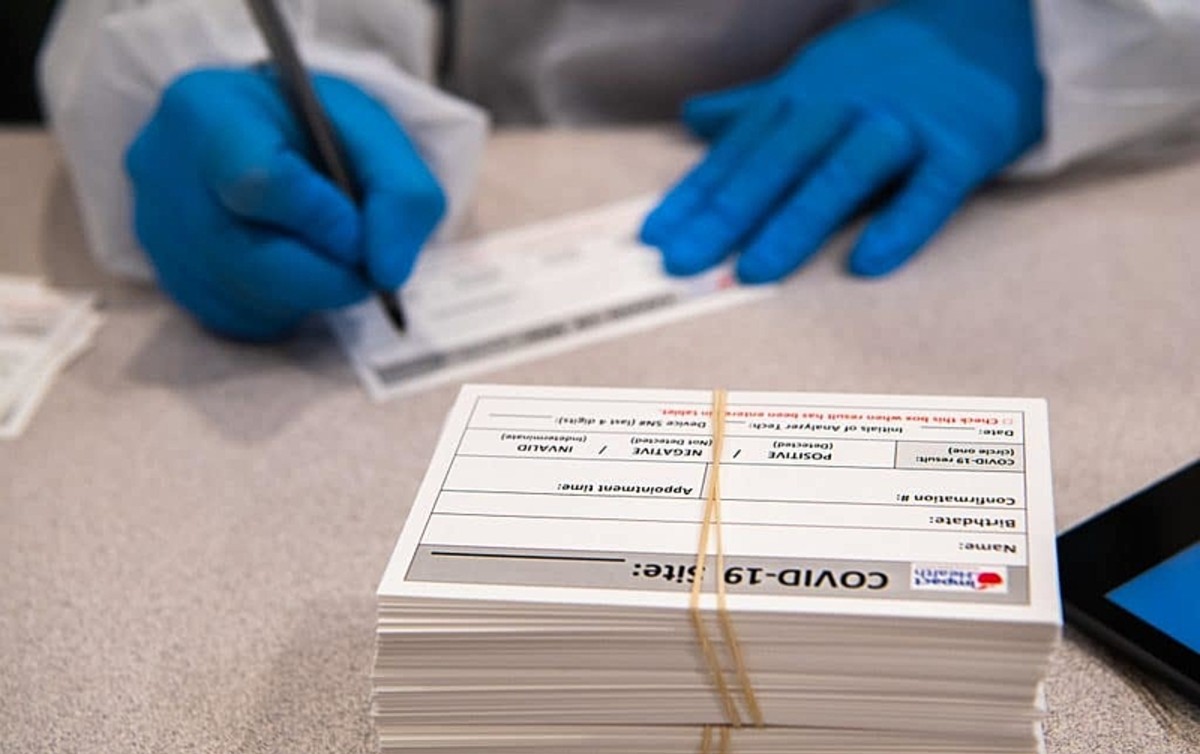 Impact
Health
COVID-19 Site:
Name:
Birthdate:
Confirmation #:
Appointment time:
COVID-19 result:
(circle one)
POSITIVE / NEGATIVE / INVALID
(Detected) (Not Detected) (Indeterminate)
Date: Initials of Analyzer Tech: Device SN# (last 4 digits):
□ Check this box when result has been entered in tablet.